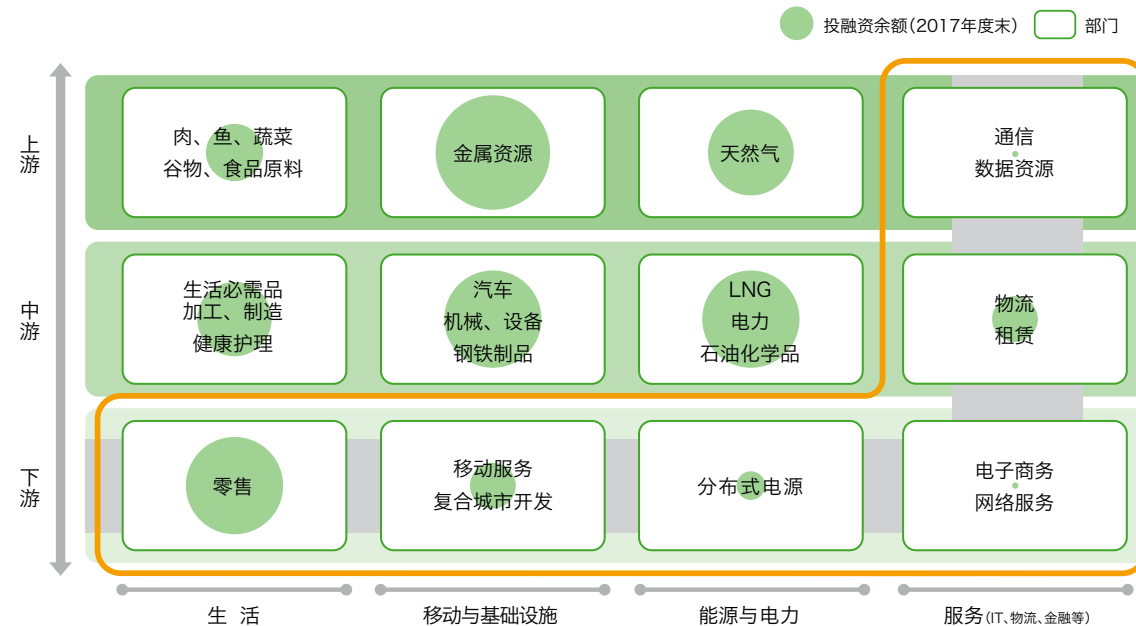 投融资余额(2017年度末)
部门
上游
肉、鱼、蔬菜
谷物、食品原料
金属资源
天然气
通信
数据资源
中游
生活必需品
加工、制造
健康护理
汽车
机械、设备
钢铁制品
LNG
电力
石油化学品
物流
租赁
下游
零售
移动服务
复合城市开发
分布式电源
电子商务
网络服务
生 活
移动与基础设施
能源与电力
服务(IT、物流、金融等)